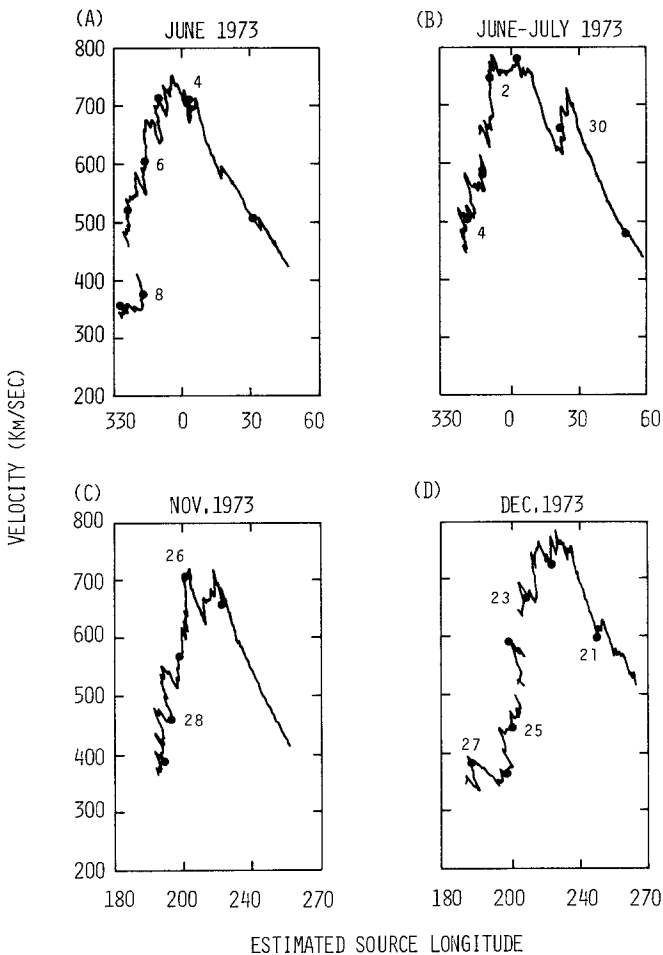 (A)
JUNE 1973
(B)
JUNE-JULY 1973
800
700
600
500
400
300
200
4
6
8
2
30
4
330 0 30 60
330 0 30 60
VELOCITY (KM/SEC)
(C)
NOV, 1973
(D)
DEC, 1973
800
700
600
500
400
300
200
26
28
23
21
25
27
180 200 240 270
180 200 240 270
ESTIMATED SOURCE LONGITUDE